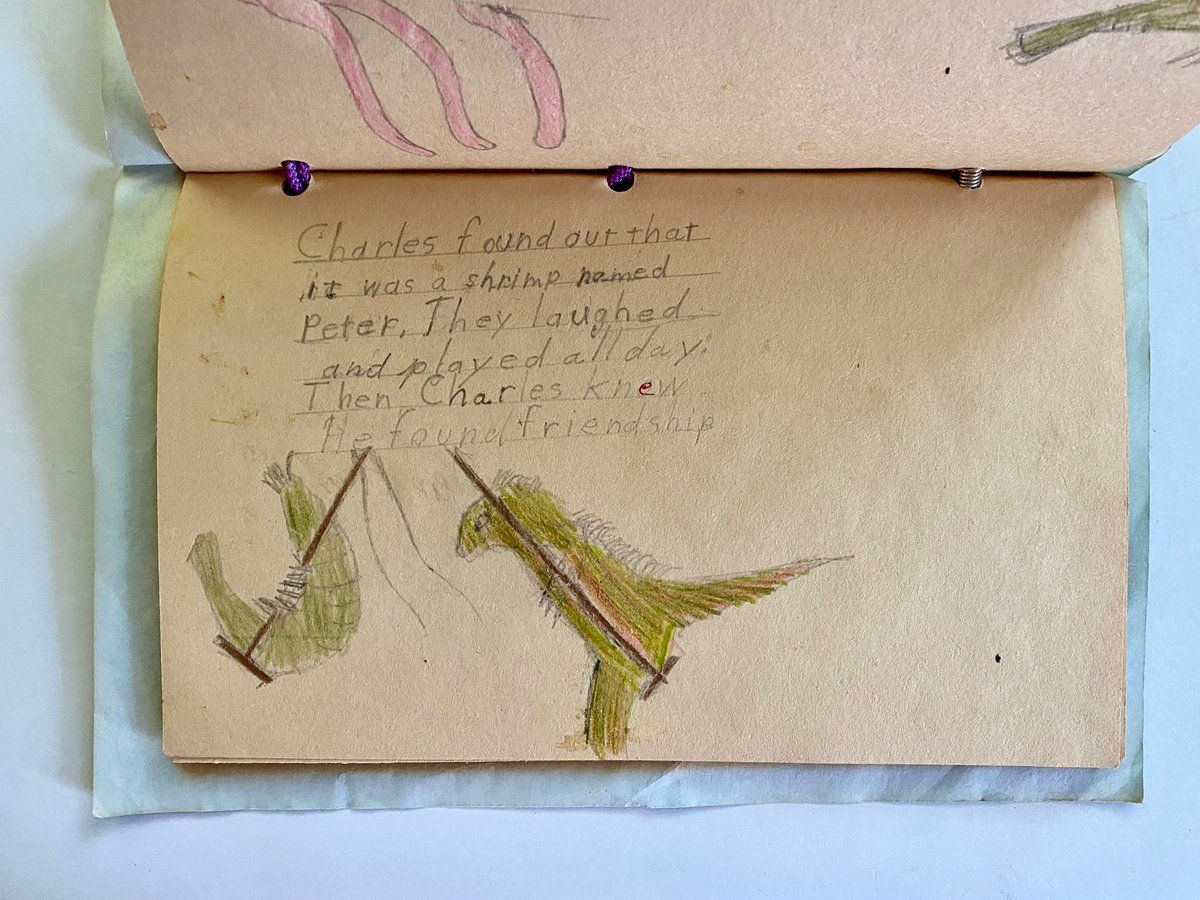 Charles found out that
it was a shrimp named
Peter. They laughed
and played all day.
Then Charles knew
He found friendship